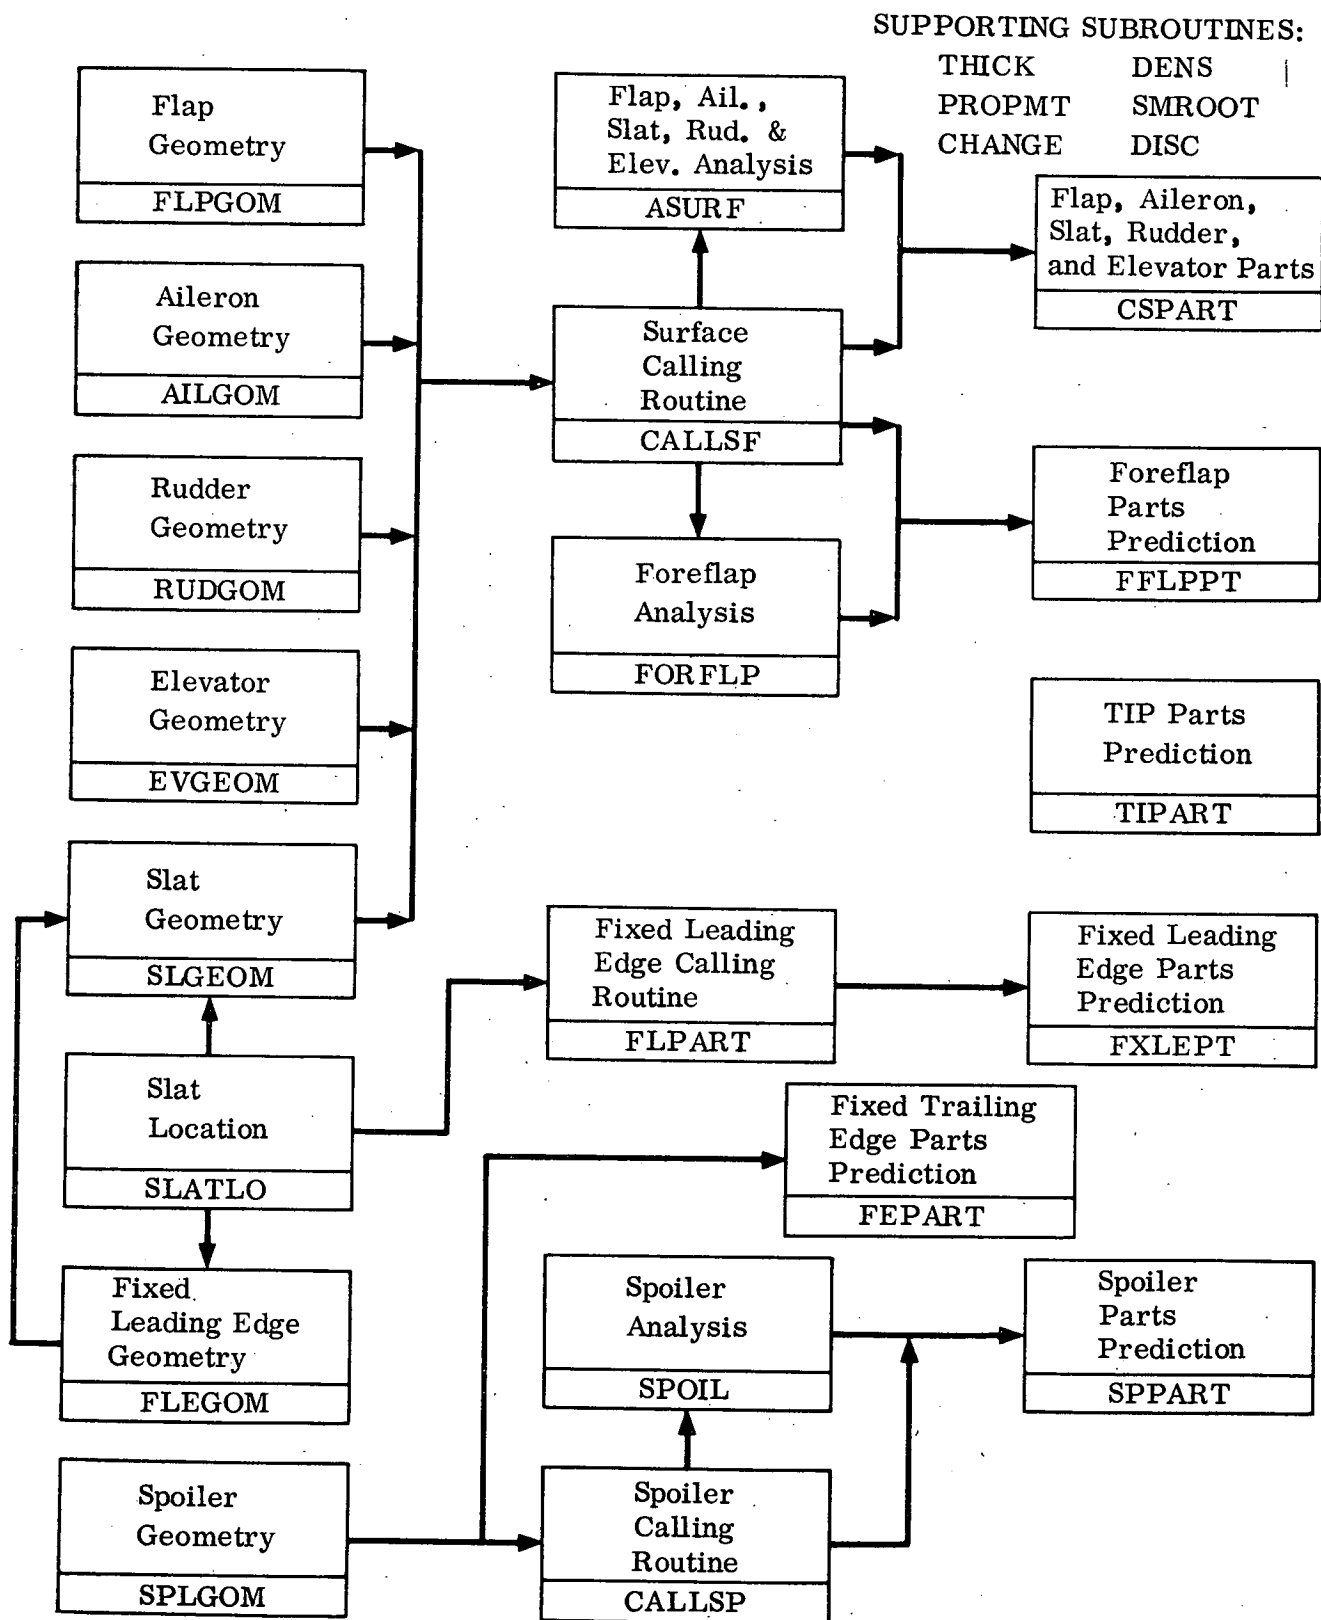 SUPPORTING SUBROUTINES:
THICK DENS
PROPMT SMROOT
CHANGE DISC
Flap
Geometry
FLPGOM
Aileron
Geometry
AILGOM
Rudder
Geometry
RUDGOM
Elevator
Geometry
EVGEOM
Slat
Geometry
SLGEOM
Slat
Location
SLATLO
Fixed
Leading Edge
Geometry
FLEGOM
Spoiler
Geometry
SPLGOM
Flap, Ail.,
Slat, Rud. &
Elev. Analysis
ASURF
Surface
Calling
Routine
CALLSF
Foreflap
Analysis
FORFLP
Fixed Leading
Edge Calling
Routine
FLPART
Fixed Trailing
Edge Parts
Prediction
FEPART
Spoiler
Analysis
SPOIL
Spoiler
Calling
Routine
CALLSP
Flap, Aileron,
Slat, Rudder,
and Elevator Parts
CSPART
Foreflap
Parts
Prediction
FFLPPT
TIP Parts
Prediction
TIPART
Fixed Leading
Edge Parts
Prediction
FXLEPT
Spoiler
Parts
Prediction
SPPART